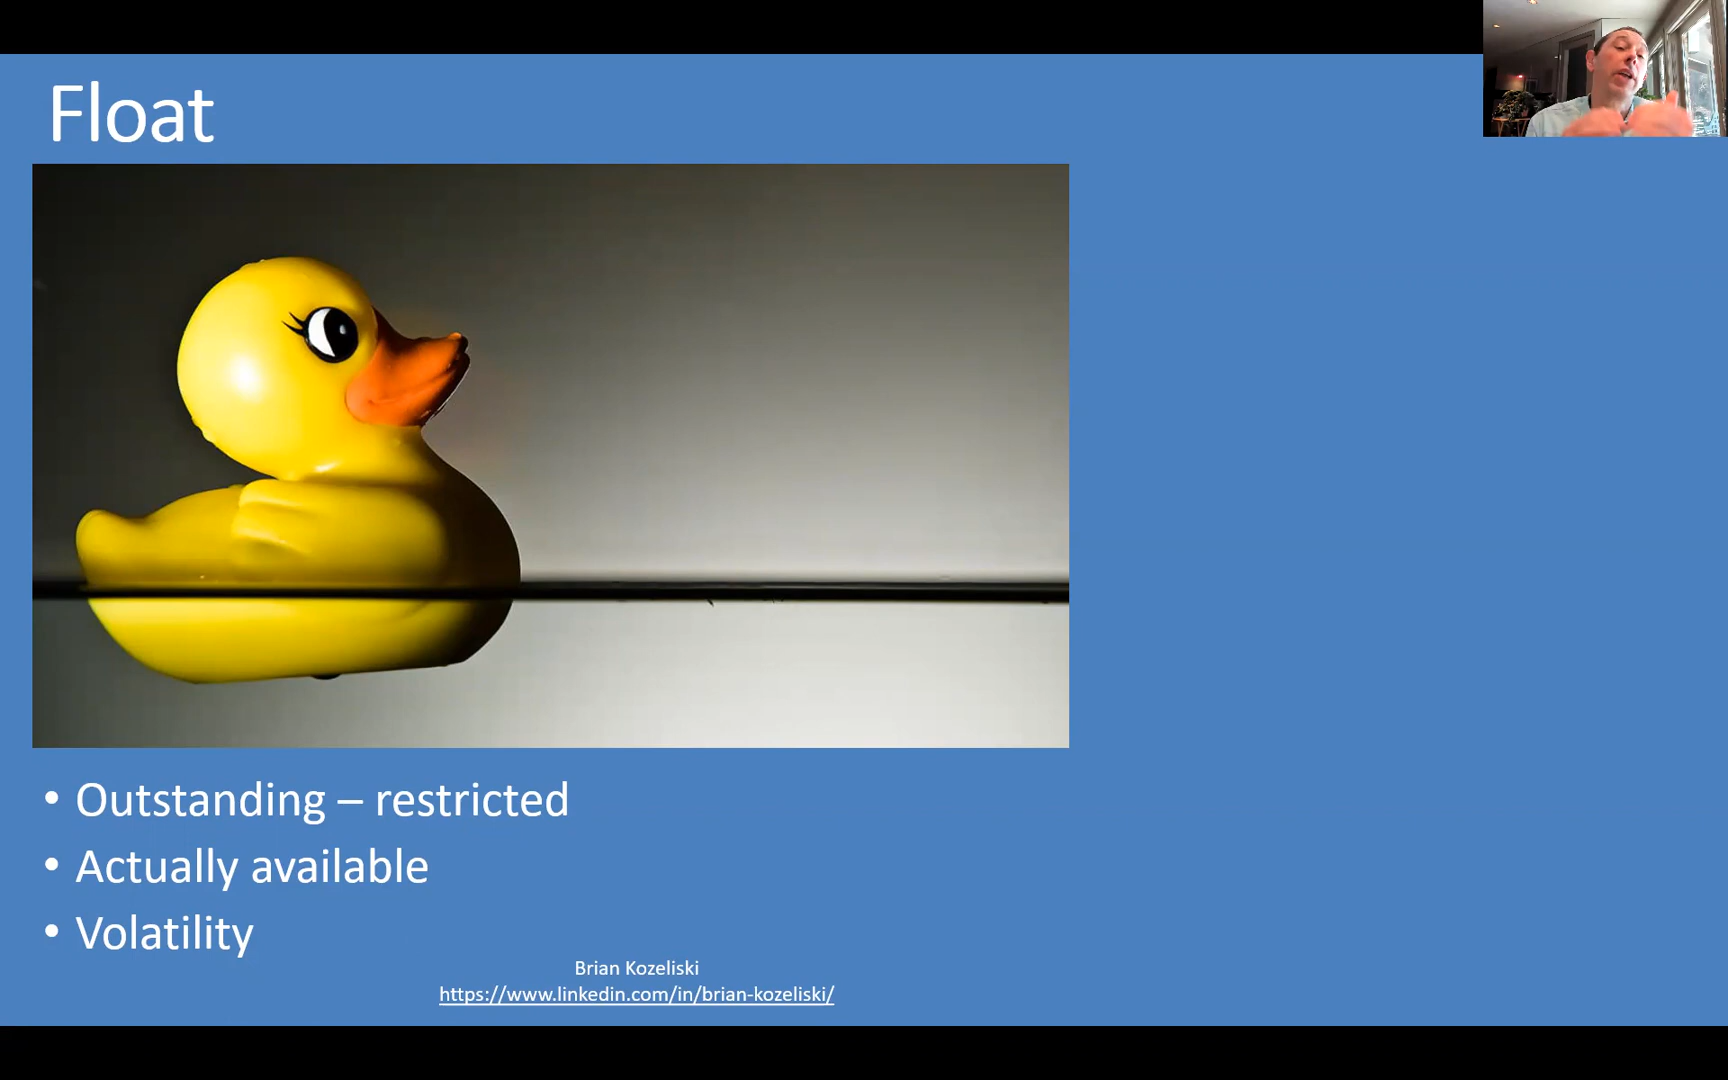 Float
• Outstanding – restricted
• Actually available
• Volatility
Brian Kozeliski
https://www.linkedin.com/in/brian-kozeliski/